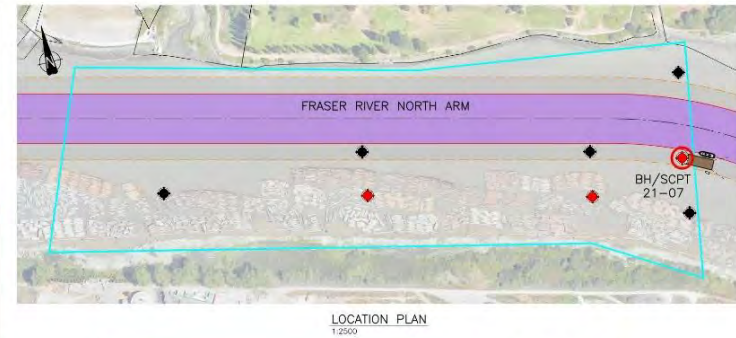 FRASER RIVER NORTH ARM
BH/SCPT
21-07
LOCATION PLAN
1:2500